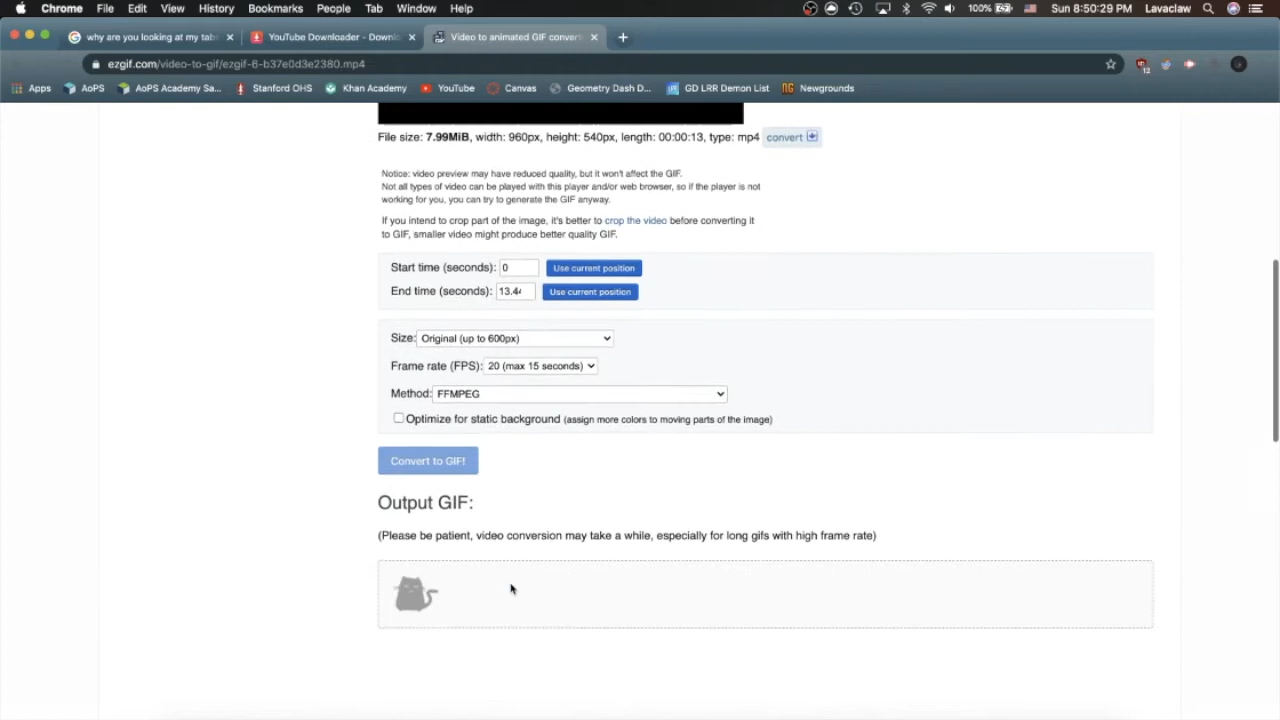 Chrome File Edit View History Bookmarks People Tab Window Help 100% Sun 8:50:29 PM Lavaclaw
why are you looking at my tab
YouTube Downloader - Downlo
Video to animated GIF convert
ezgif.com/video-to-gif/ezgif-6-b37e0d3e2380.mp4
12
Apps AoPS AoPS Academy Sa... Stanford OHS Khan Academy YouTube Canvas Geometry Dash D... GD LRR Demon List NG Newgrounds
File size: 7.99MiB, width: 960px, height: 540px, length: 00:00:13, type: mp4 convert
Notice: video preview may have reduced quality, but it won't affect the GIF.
Not all types of video can be played with this player and/or web browser, so if the player is not
working for you, you can try to generate the GIF anyway.
If you intend to crop part of the image, it's better to crop the video before converting it
to GIF, smaller video might produce better quality GIF.
Start time (seconds): 0 Use current position
End time (seconds): 13.44 Use current position
Size: Original (up to 600px)
Frame rate (FPS): 20 (max 15 seconds)
Method: FFMPEG
Optimize for static background (assign more colors to moving parts of the image)
Convert to GIF!
Output GIF:
(Please be patient, video conversion may take a while, especially for long gifs with high frame rate)